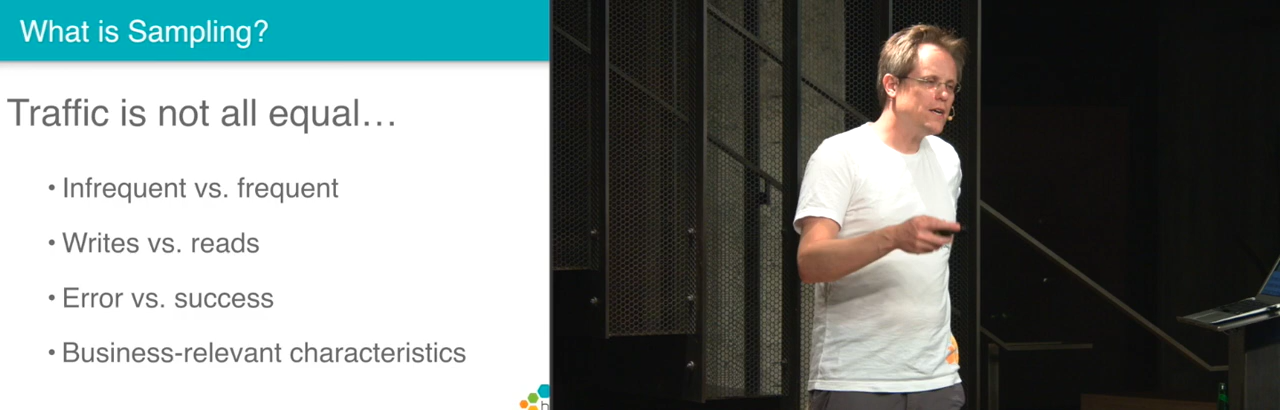 What is Sampling?
Traffic is not all equal…
• Infrequent vs. frequent
• Writes vs. reads
• Error vs. success
• Business-relevant characteristics
h